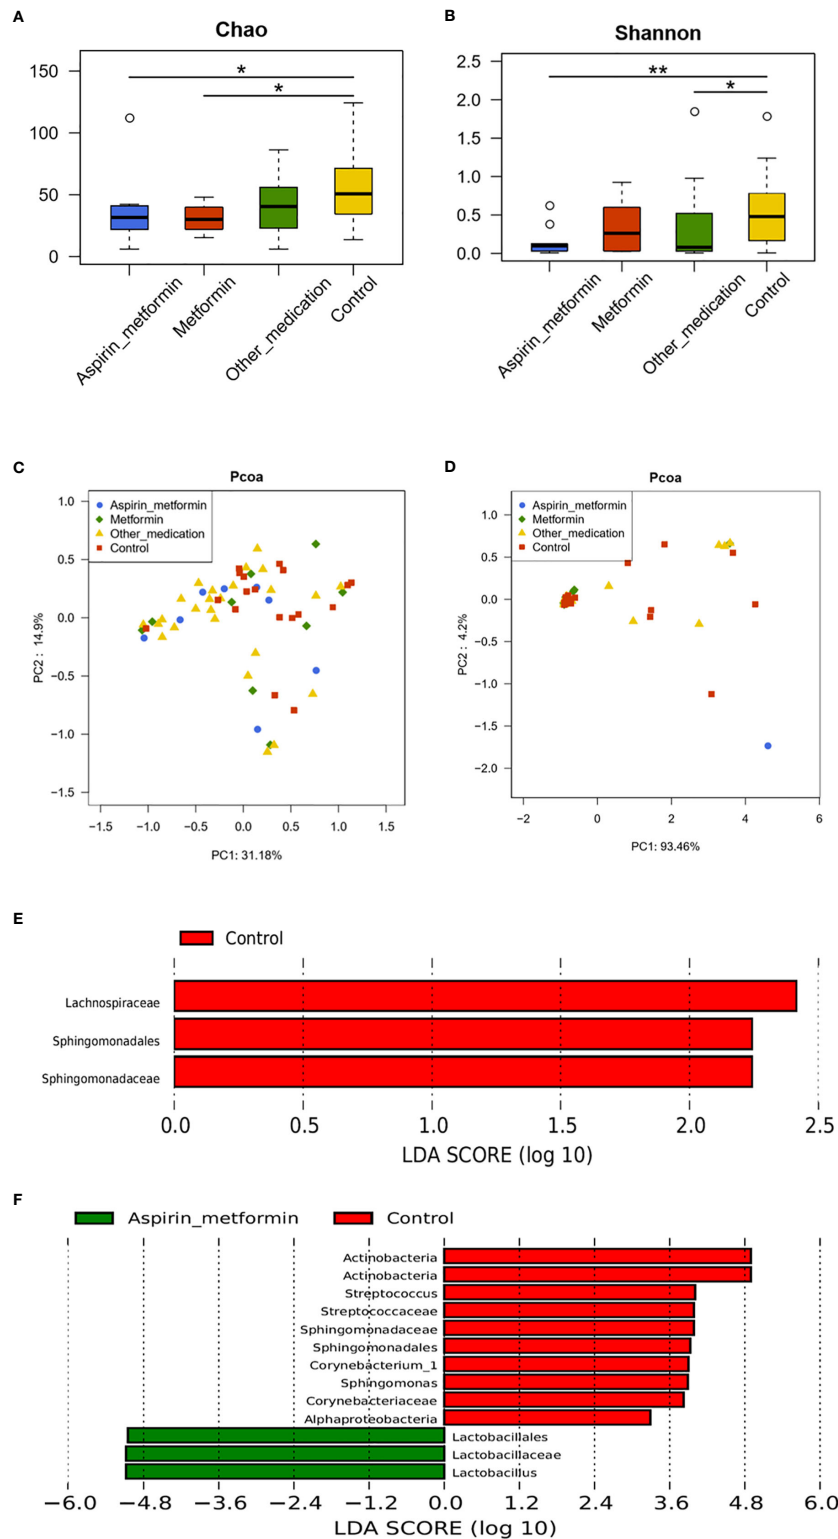 A
Chao
*
*
150
100
50
0
Aspirin_metformin
Metformin
Other_medication
Control
B
Shannon
**
*
2.5
2.0
1.5
1.0
0.5
0.0
Aspirin_metformin
Metformin
Other_medication
Control
C
Pcoa
Aspirin_metformin
Metformin
Other_medication
Control
1.0
0.5
0.0
−0.5
−1.0
−1.5
PC2 : 14.9%
−1.5 −1.0 −0.5 0.0 0.5 1.0 1.5
PC1: 31.18%
D
Pcoa
Aspirin_metformin
Metformin
Other_medication
Control
1.0
0.5
0.0
−0.5
−1.0
−1.5
−2.0
PC2 : 4.2%
−2 0 2 4 6
PC1: 93.46%
E
Control
Lachnospiraceae
Sphingomonadales
Sphingomonadaceae
0.0 0.5 1.0 1.5 2.0 2.5
LDA SCORE (log 10)
F
Aspirin_metformin Control
Actinobacteria
Actinobacteria
Streptococcus
Streptococcaceae
Sphingomonadaceae
Sphingomonadales
Corynebacterium_1
Sphingomonas
Corynebacteriaceae
Alphaproteobacteria
Lactobacillales
Lactobacillaceae
Lactobacillus
−6.0 −4.8 −3.6 −2.4 −1.2 0.0 1.2 2.4 3.6 4.8 6.0
LDA SCORE (log 10)